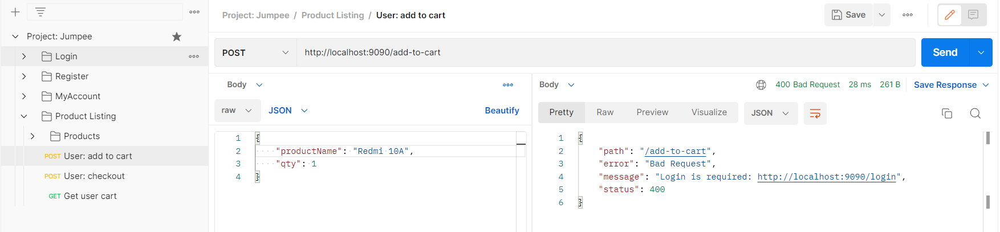 Project: Jumpee
Login
Register
MyAccount
Product Listing
Products
POST User: add to cart
POST User: checkout
GET Get user cart
Project: Jumpee / Product Listing / User: add to cart
Save
POST http://localhost:9090/add-to-cart
Send
Body
raw JSON Beautify
1 {
2 "productName": "Redmi 10A",
3 "qty": 1
4 }
Body 400 Bad Request 28 ms 261 B Save Response
Pretty Raw Preview Visualize JSON
1 {
2 "path": "/add-to-cart",
3 "error": "Bad Request",
4 "message": "Login is required: http://localhost:9090/login",
5 "status": 400
6 }